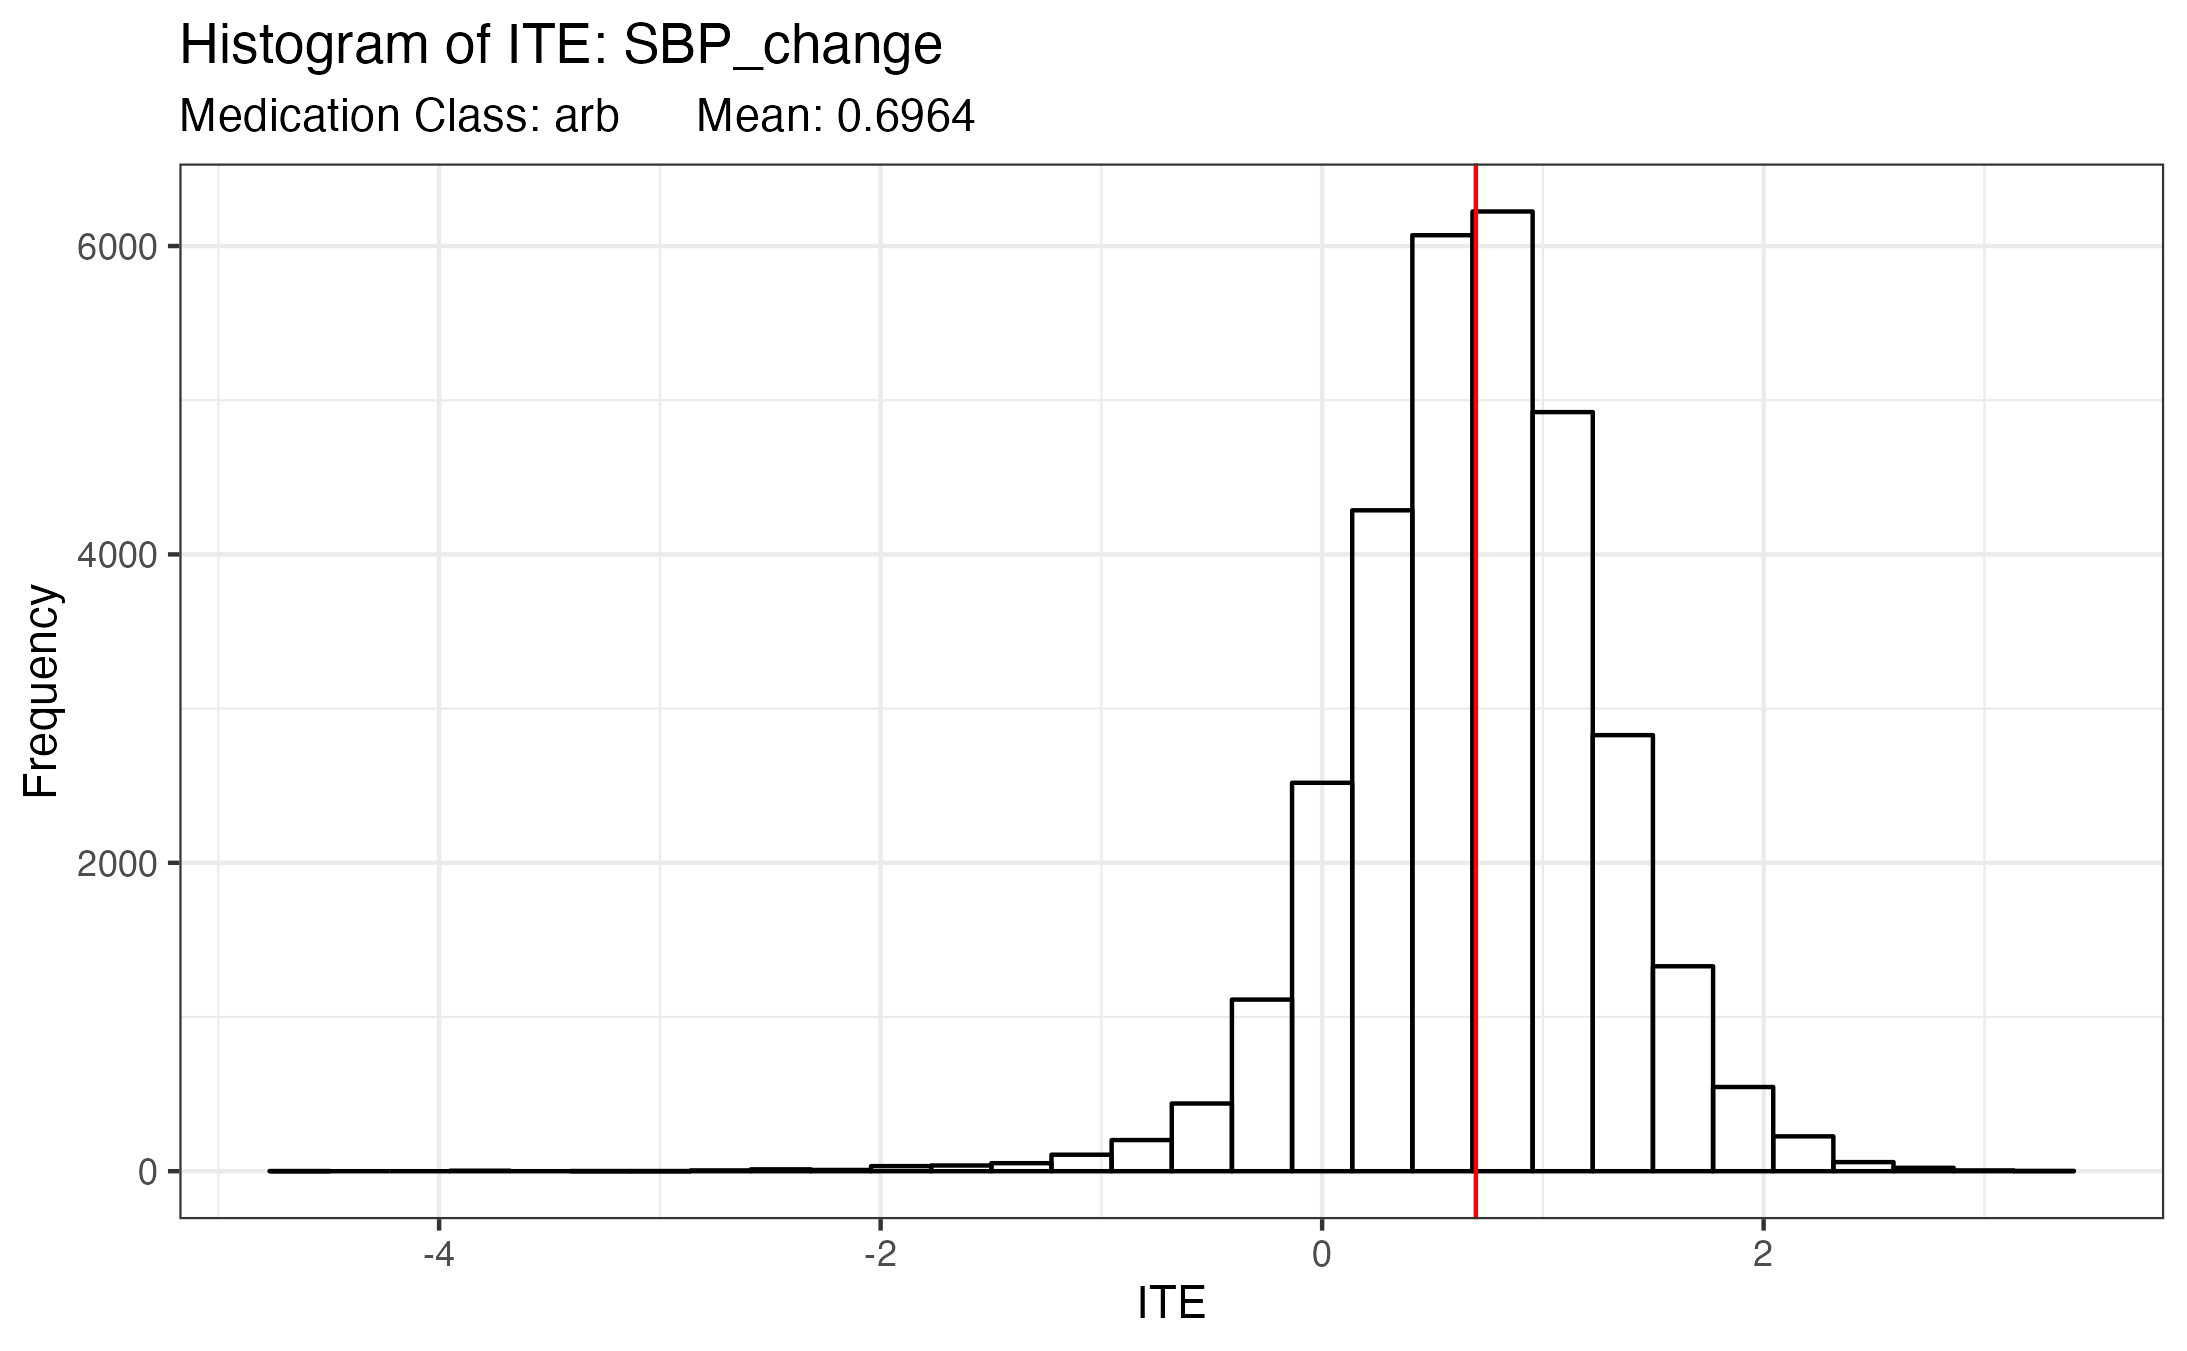 Histogram of ITE: SBP_change
Medication Class: arb Mean: 0.6964
6000
4000
2000
0
Frequency
-4 -2 0 2
ITE